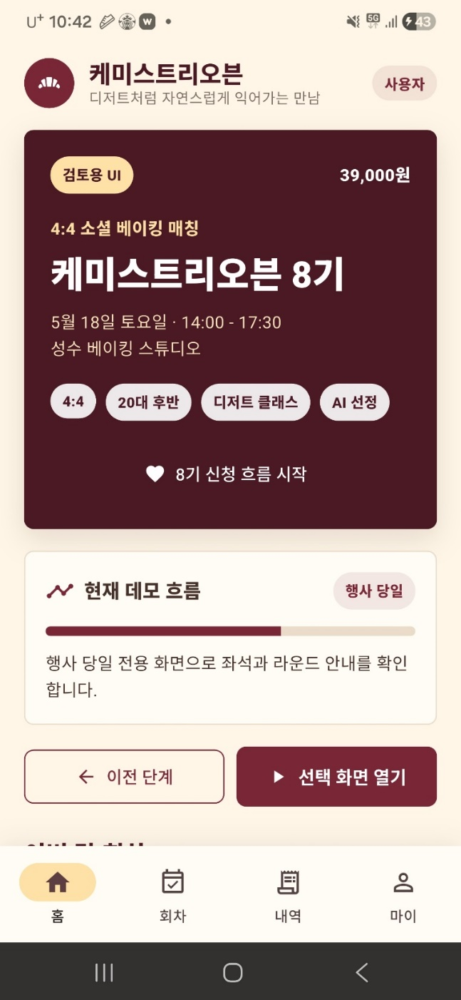 U+ 10:42 W
5G 43
케미스트리오븐
디저트처럼 자연스럽게 익어가는 만남
사용자
검토용 UI
39,000원
4:4 소셜 베이킹 매칭
케미스트리오븐 8기
5월 18일 토요일 · 14:00 - 17:30
성수 베이킹 스튜디오
4:4 20대 후반 디저트 클래스 AI 선정
8기 신청 흐름 시작
현재 데모 흐름
행사 당일
행사 당일 전용 화면으로 좌석과 라운드 안내를 확인
합니다.
← 이전 단계
선택 화면 열기
홈 회차 내역 마이